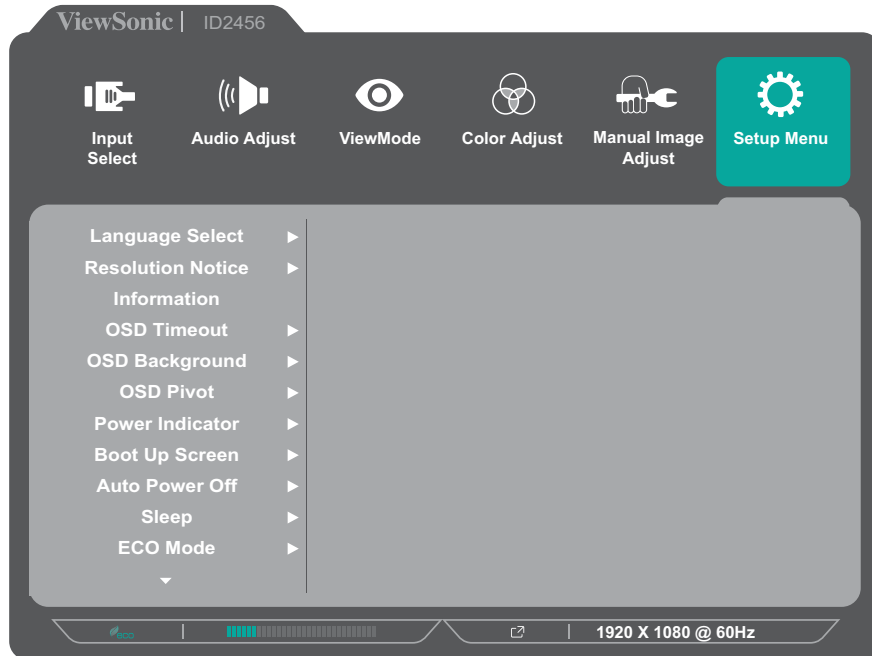 ViewSonic | ID2456
Input Select
Audio Adjust
ViewMode
Color Adjust
Manual Image Adjust
Setup Menu
Language Select
Resolution Notice
Information
OSD Timeout
OSD Background
OSD Pivot
Power Indicator
Boot Up Screen
Auto Power Off
Sleep
ECO Mode
eco
1920 X 1080 @ 60Hz